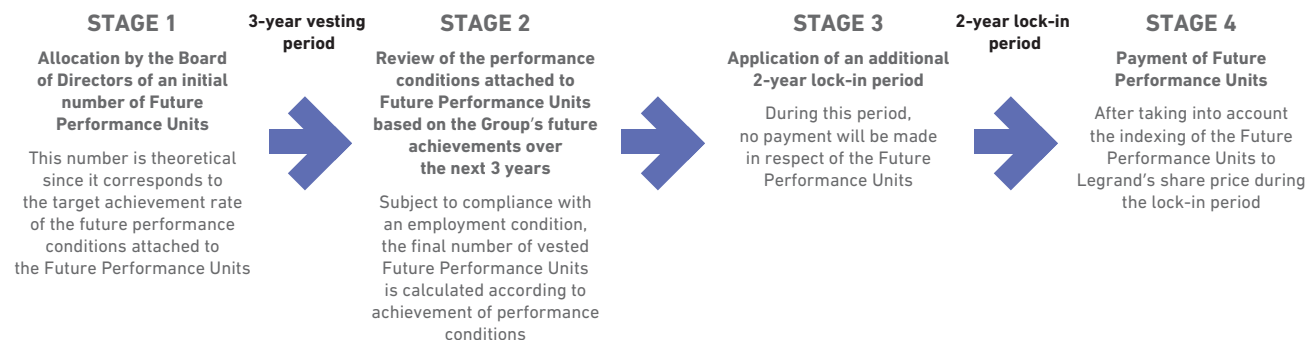 STAGE 1
Allocation by the Board
of Directors of an initial
number of Future
Performance Units
This number is theoretical
since it corresponds to
the target achievement rate
of the future performance
conditions attached to
the Future Performance Units
3-year vesting
period
STAGE 2
Review of the performance
conditions attached to
Future Performance Units
based on the Group's future
achievements over
the next 3 years
Subject to compliance with
an employment condition,
the final number of vested
Future Performance Units
is calculated according to
achievement of performance
conditions
STAGE 3
Application of an additional
2-year lock-in period
During this period,
no payment will be made
in respect of the Future
Performance Units
2-year lock-in
period
STAGE 4
Payment of Future
Performance Units
After taking into account
the indexing of the Future
Performance Units to
Legrand's share price during
the lock-in period